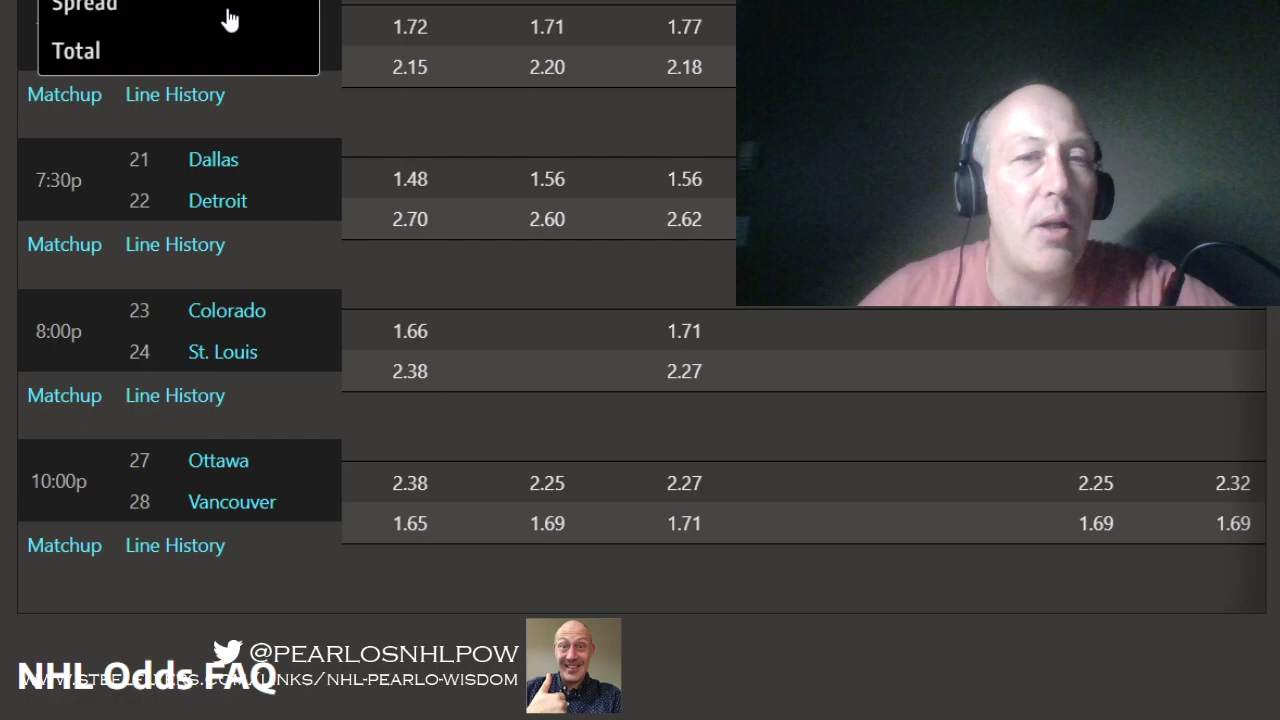 Spread
Total
1.72 1.71 1.77
2.15 2.20 2.18
Matchup Line History
7:30p
21 Dallas 1.48 1.56 1.56
22 Detroit 2.70 2.60 2.62
Matchup Line History
8:00p
23 Colorado 1.66 1.71
24 St. Louis 2.38 2.27
Matchup Line History
10:00p
27 Ottawa 2.38 2.25 2.27 2.25 2.32
28 Vancouver 1.65 1.69 1.71 1.69 1.69
Matchup Line History
@PEARLOSNHLPOW
NHL Odds FAQ
/NHL-PEARLO-WISDOM